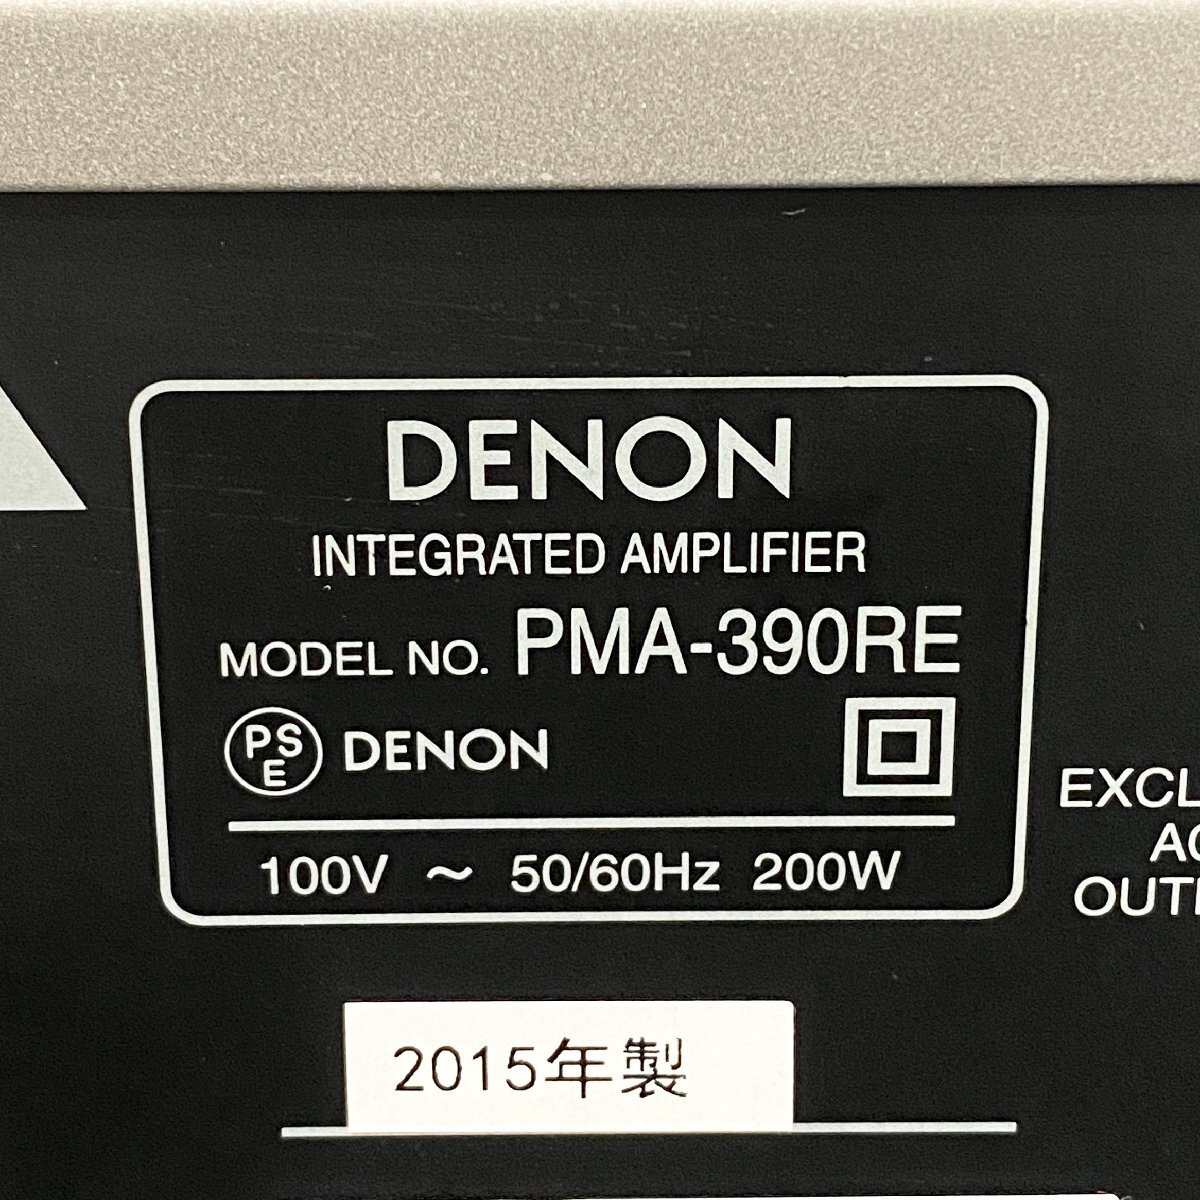 DENON
INTEGRATED AMPLIFIER
MODEL NO. PMA-390RE
PS
E
DENON
100V ~ 50/60Hz 200W
EXCL
AC
OUT
2015年製